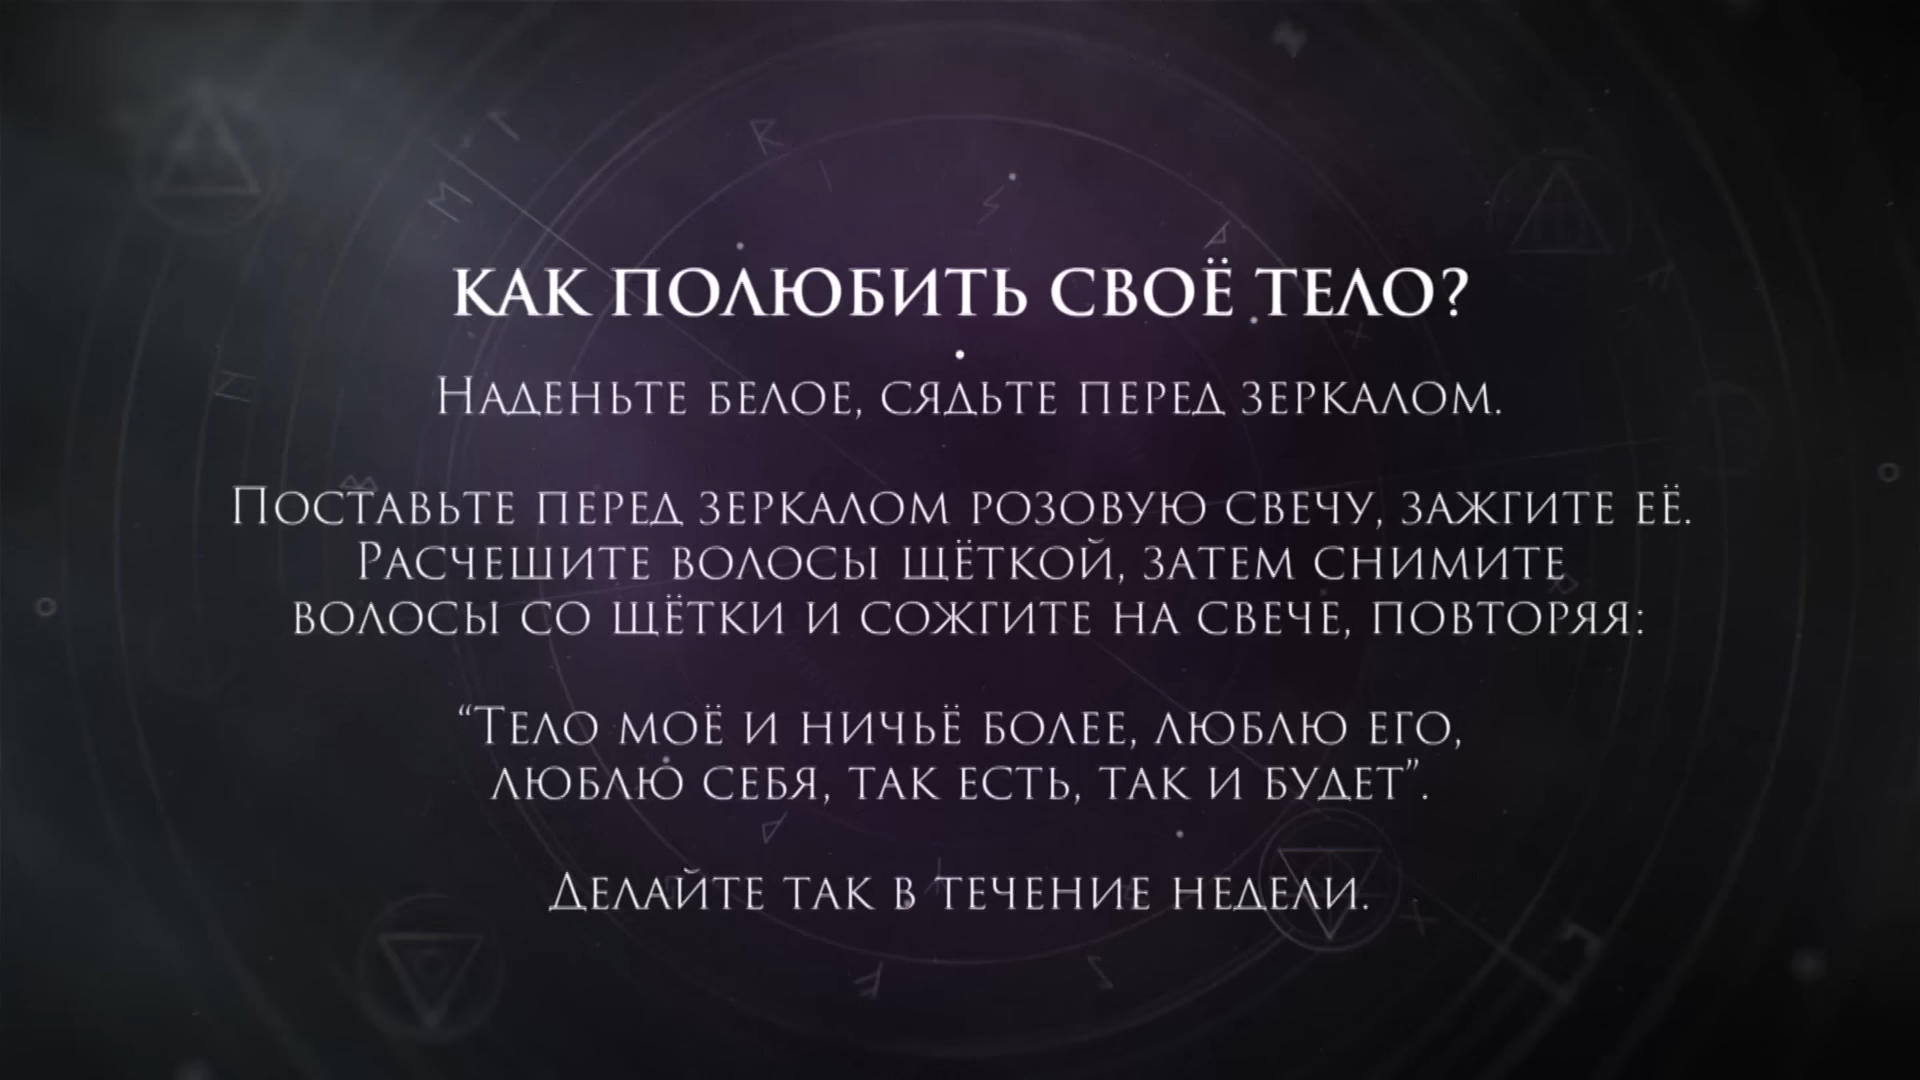 КАК ПОЛЮБИТЬ СВОЁ ТЕЛО?
Наденьте белое, сядьте перед зеркалом.
Поставьте перед зеркалом розовую свечу, зажгите её.
Расчешите волосы щёткой, затем снимите
волосы со щётки и сожгите на свече, повторяя:
“Тело моё и ничьё более, люблю его,
люблю себя, так есть, так и будет”.
Делайте так в течение недели.